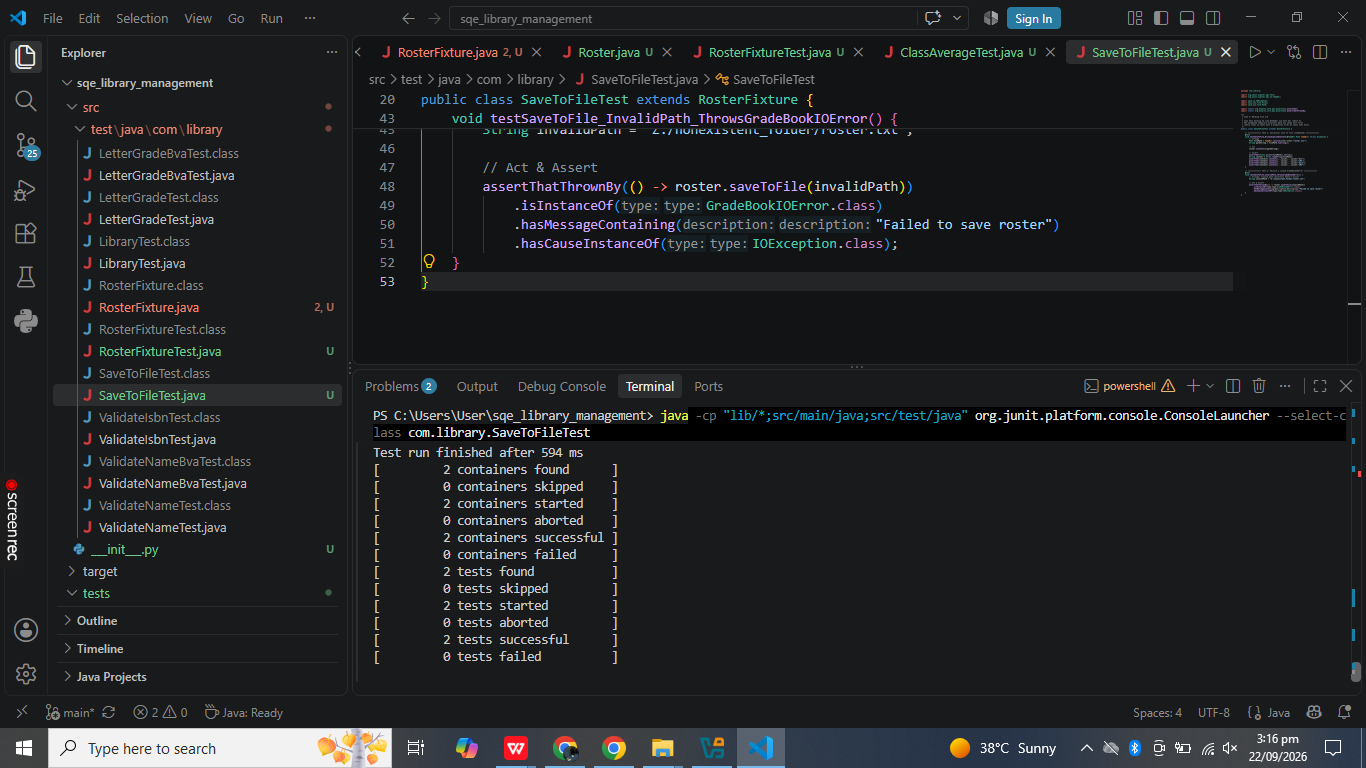 File Edit Selection View Go Run ··· sqe_library_management Sign In
Explorer ···
RosterFixture.java 2, U
Roster.java U
RosterFixtureTest.java U
ClassAverageTest.java U
SaveToFileTest.java U
src > test > java > com > library > SaveToFileTest.java > SaveToFileTest
sqe_library_management
src
test\java\com\library
LetterGradeBvaTest.class
LetterGradeBvaTest.java
LetterGradeTest.class
LetterGradeTest.java
LibraryTest.class
LibraryTest.java
RosterFixture.class
RosterFixture.java 2, U
RosterFixtureTest.class
RosterFixtureTest.java U
SaveToFileTest.class
SaveToFileTest.java U
ValidateIsbnTest.class
ValidateIsbnTest.java
ValidateNameBvaTest.class
ValidateNameBvaTest.java
ValidateNameTest.class
ValidateNameTest.java
__init__.py U
target
tests
Outline
Timeline
Java Projects
25
20 public class SaveToFileTest extends RosterFixture {
43 void testSaveToFile_InvalidPath_ThrowsGradeBookIOError() {
45 String invalidPath = "Z:/nonexistent_folder/roster.txt";
46
47 // Act & Assert
48 assertThatThrownBy(() -> roster.saveToFile(invalidPath))
49 .isInstanceOf(type: type: GradeBookIOError.class)
50 .hasMessageContaining(description: description: "Failed to save roster")
51 .hasCauseInstanceOf(type: type: IOException.class);
52 }
53 }
Problems 2 Output Debug Console Terminal Ports powershell
PS C:\Users\User\sqe_library_management> java -cp "lib/*;src/main/java;src/test/java" org.junit.platform.console.ConsoleLauncher --select-c
lass com.library.SaveToFileTest
Test run finished after 594 ms
[ 2 containers found ]
[ 0 containers skipped ]
[ 2 containers started ]
[ 0 containers aborted ]
[ 2 containers successful ]
[ 0 containers failed ]
[ 2 tests found ]
[ 0 tests skipped ]
[ 2 tests started ]
[ 0 tests aborted ]
[ 2 tests successful ]
[ 0 tests failed ]
screenrec
main* 2 0 Java: Ready Spaces: 4 UTF-8 {} Java
Type here to search
38°C Sunny
3:16 pm
22/09/2026